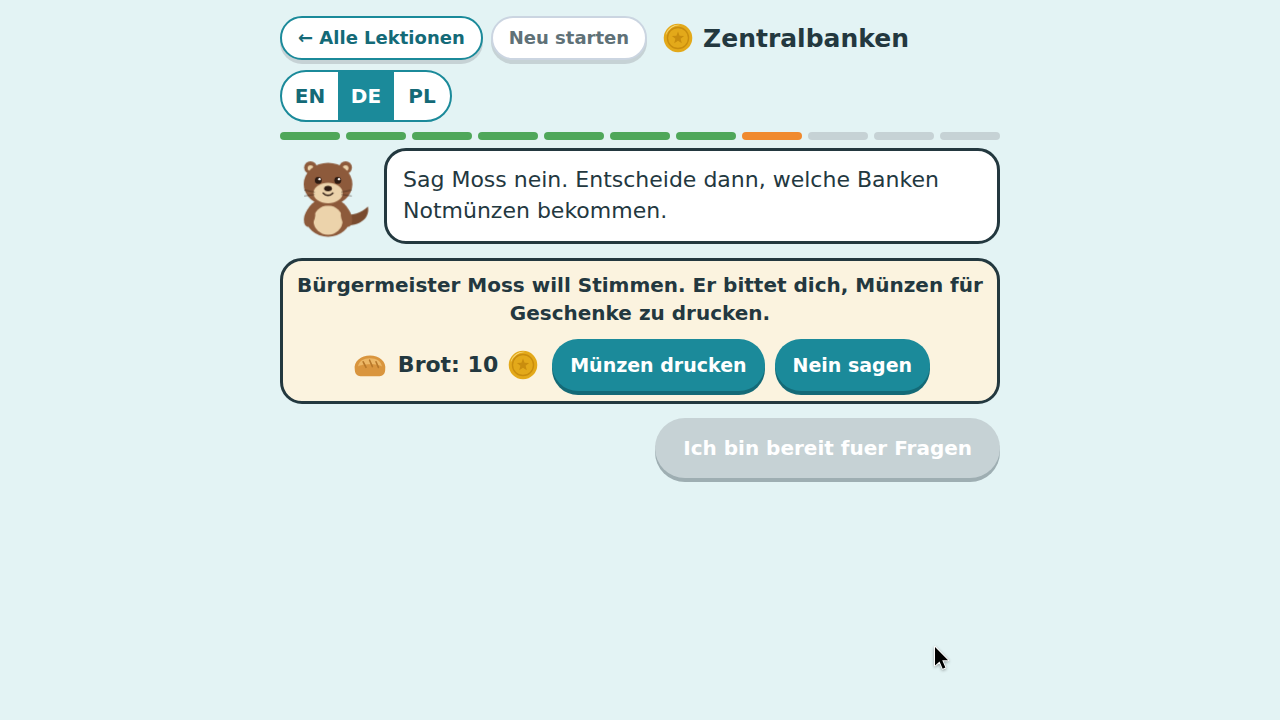 ← Alle Lektionen
Neu starten
Zentralbanken
EN DE PL
Sag Moss nein. Entscheide dann, welche Banken
Notmünzen bekommen.
Bürgermeister Moss will Stimmen. Er bittet dich, Münzen für
Geschenke zu drucken.
Brot: 10
Münzen drucken
Nein sagen
Ich bin bereit fuer Fragen